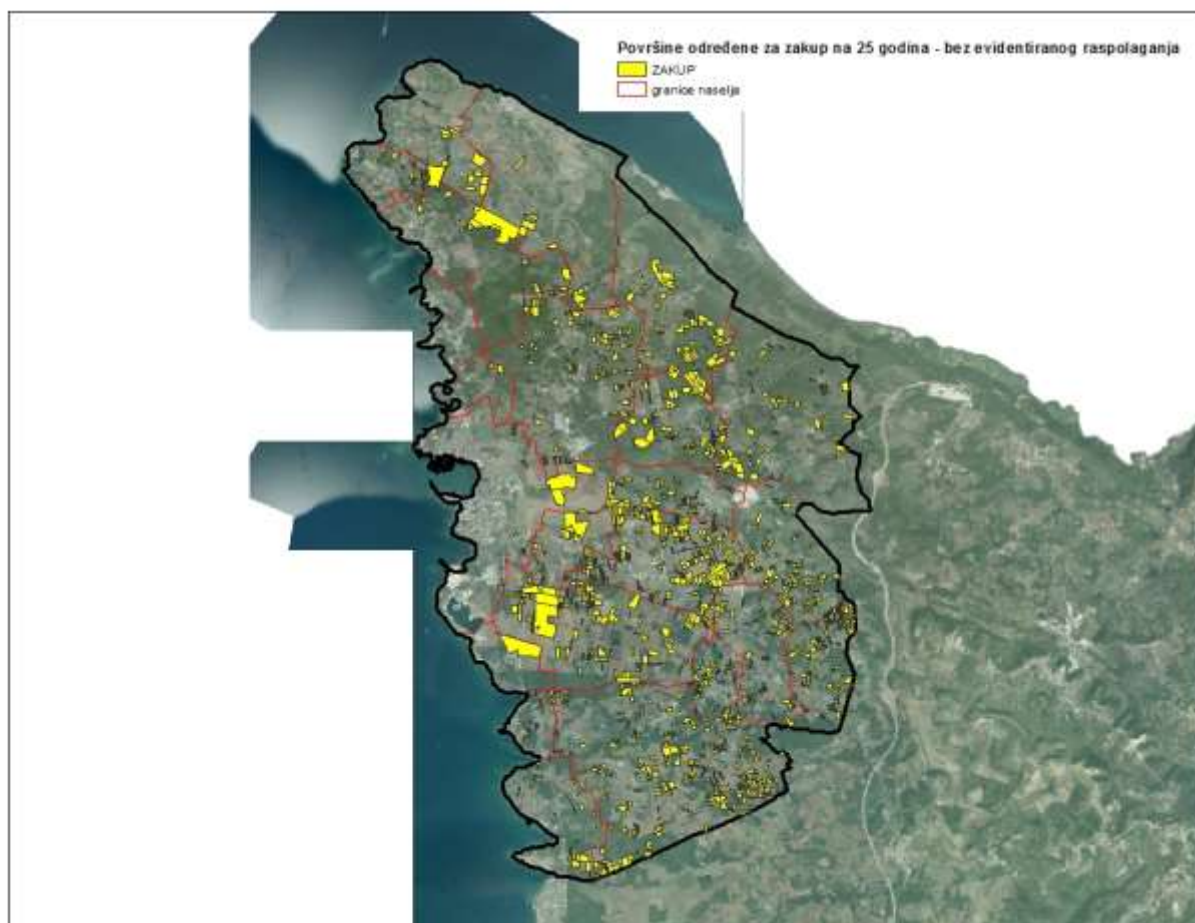 Površine određene za zakup na 25 godina - bez evidentiranog raspolaganja
ZAKUP
granice naselja